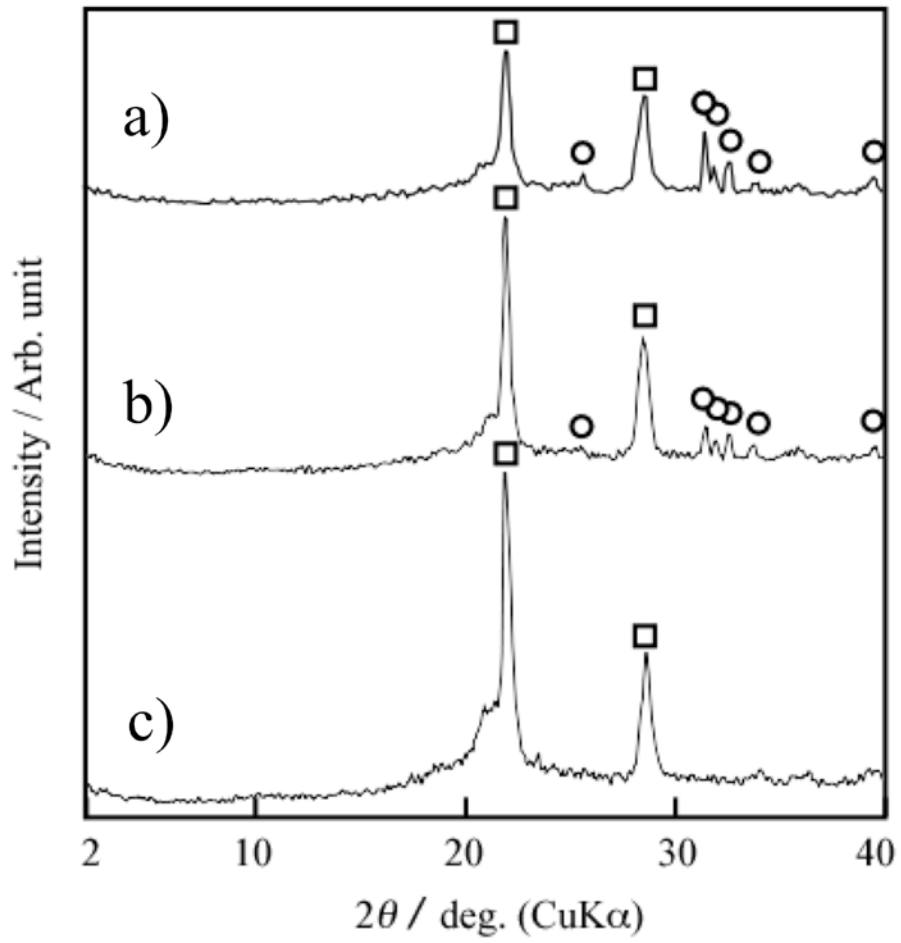 a)
b)
c)
Intensity / Arb. unit
2 10 20 30 40
2θ / deg. (CuKα)